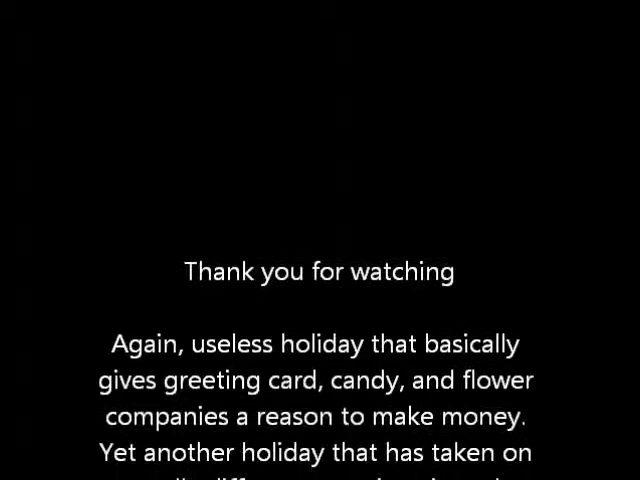 Thank you for watching
Again, useless holiday that basically
gives greeting card, candy, and flower
companies a reason to make money.
Yet another holiday that has taken on